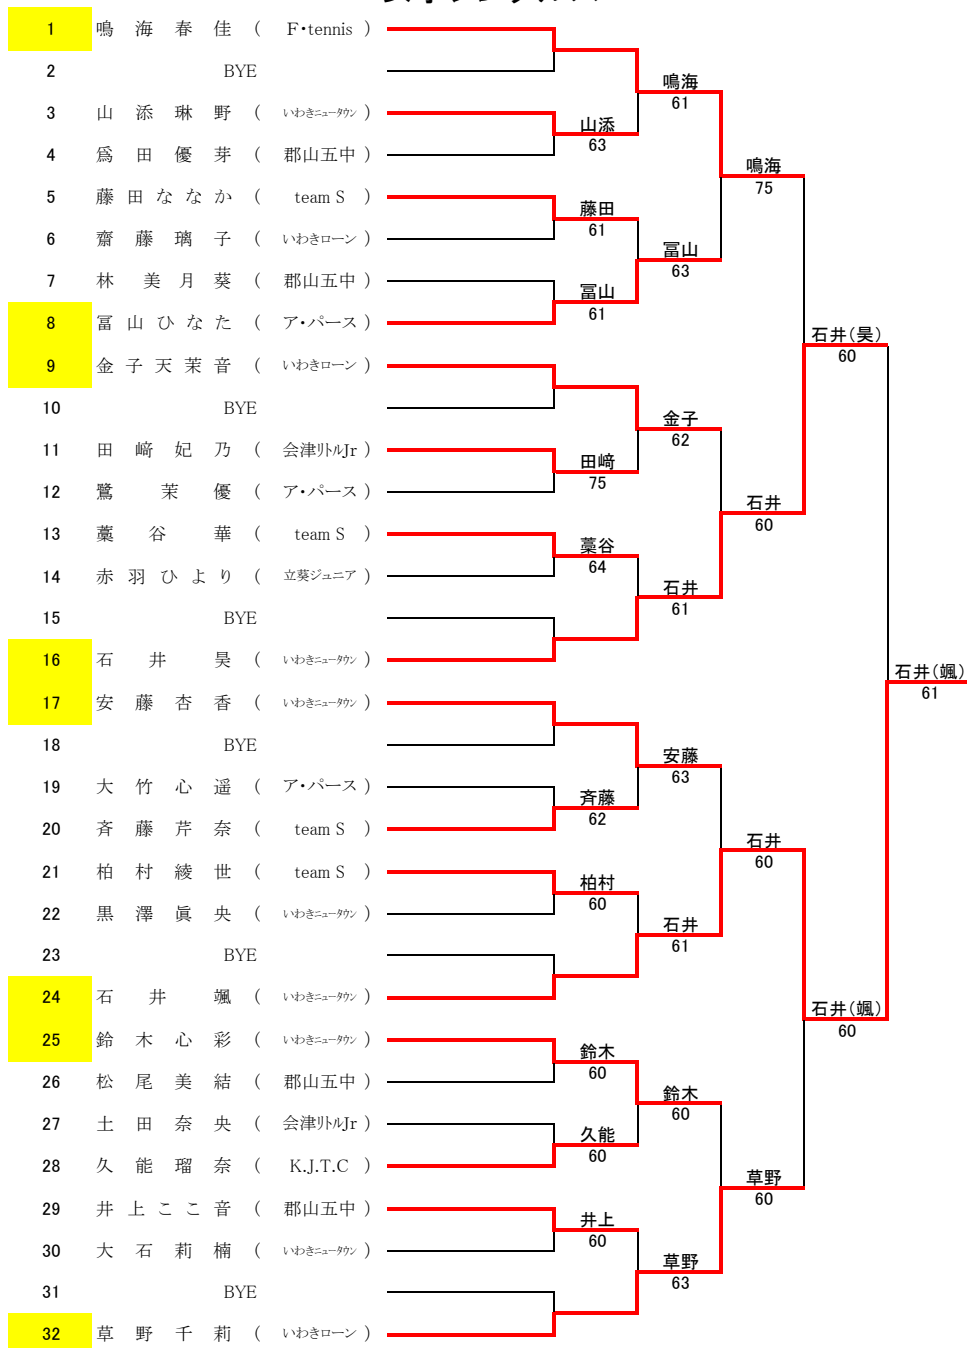 1 鳴海春佳 ( F・tennis )
2 BYE
鳴海
61
3 山添琳野 ( いわきニュータウン )
山添
63
4 爲田優芽 ( 郡山五中 )
鳴海
75
5 藤田ななか ( team S )
藤田
61
6 齋藤璃子 ( いわきローン )
冨山
63
7 林美月葵 ( 郡山五中 )
冨山
61
8 冨山ひなた ( ア・パース )
石井(昊)
60
9 金子天茉音 ( いわきローン )
10 BYE
金子
62
11 田﨑妃乃 ( 会津リトルJr )
田﨑
75
12 鷺茉優 ( ア・パース )
石井
60
13 藁谷華 ( team S )
藁谷
64
14 赤羽ひより ( 立葵ジュニア )
石井
61
15 BYE
16 石井昊 ( いわきニュータウン )
石井(颯)
61
17 安藤杏香 ( いわきニュータウン )
18 BYE
安藤
63
19 大竹心遥 ( ア・パース )
斉藤
62
20 斉藤芹奈 ( team S )
石井
60
21 柏村綾世 ( team S )
柏村
60
22 黒澤眞央 ( いわきニュータウン )
石井
61
23 BYE
24 石井颯 ( いわきニュータウン )
石井(颯)
60
25 鈴木心彩 ( いわきニュータウン )
鈴木
60
26 松尾美結 ( 郡山五中 )
鈴木
60
27 土田奈央 ( 会津リトルJr )
久能
60
28 久能瑠奈 ( K.J.T.C )
草野
60
29 井上ここ音 ( 郡山五中 )
井上
60
30 大石莉楠 ( いわきニュータウン )
草野
63
31 BYE
32 草野千莉 ( いわきローン )